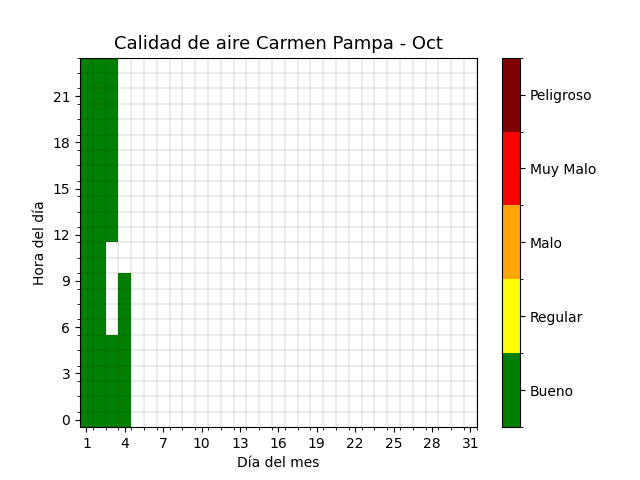 Calidad de aire Carmen Pampa - Oct
Hora del día
21
18
15
12
9
6
3
0
1 4 7 10 13 16 19 22 25 28 31
Día del mes
Peligroso
Muy Malo
Malo
Regular
Bueno